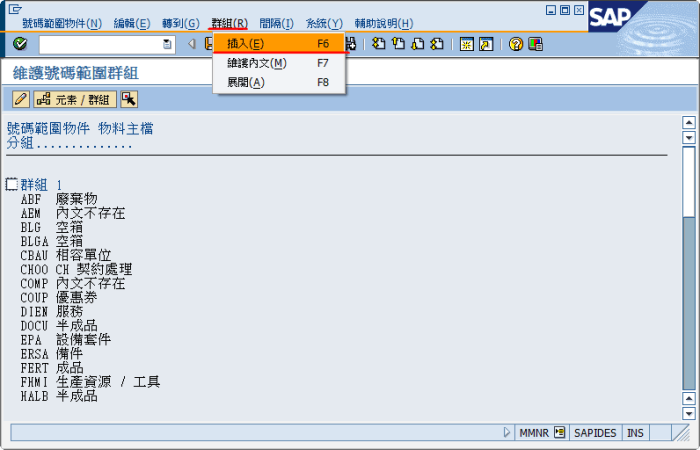 號碼範圍物件(N) 編輯(E) 轉到(G) 群組(R) 間隔(I) 系統(Y) 輔助說明(H)
SAP
插入(E) F6
維護內文(M) F7
展開(A) F8
維護號碼範圍群組
元素 / 群組
號碼範圍物件 物料主檔
分組..............
群組 1
ABF 廢棄物
AEM 內文不存在
BLG 空箱
BLGA 空箱
CBAU 相容單位
CHOO CH 契約處理
COMP 內文不存在
COUP 優惠券
DIEN 服務
DOCU 半成品
EPA 設備套件
ERSA 備件
FERT 成品
FHMI 生產資源 / 工具
HALB 半成品
MMNR SAPIDES INS